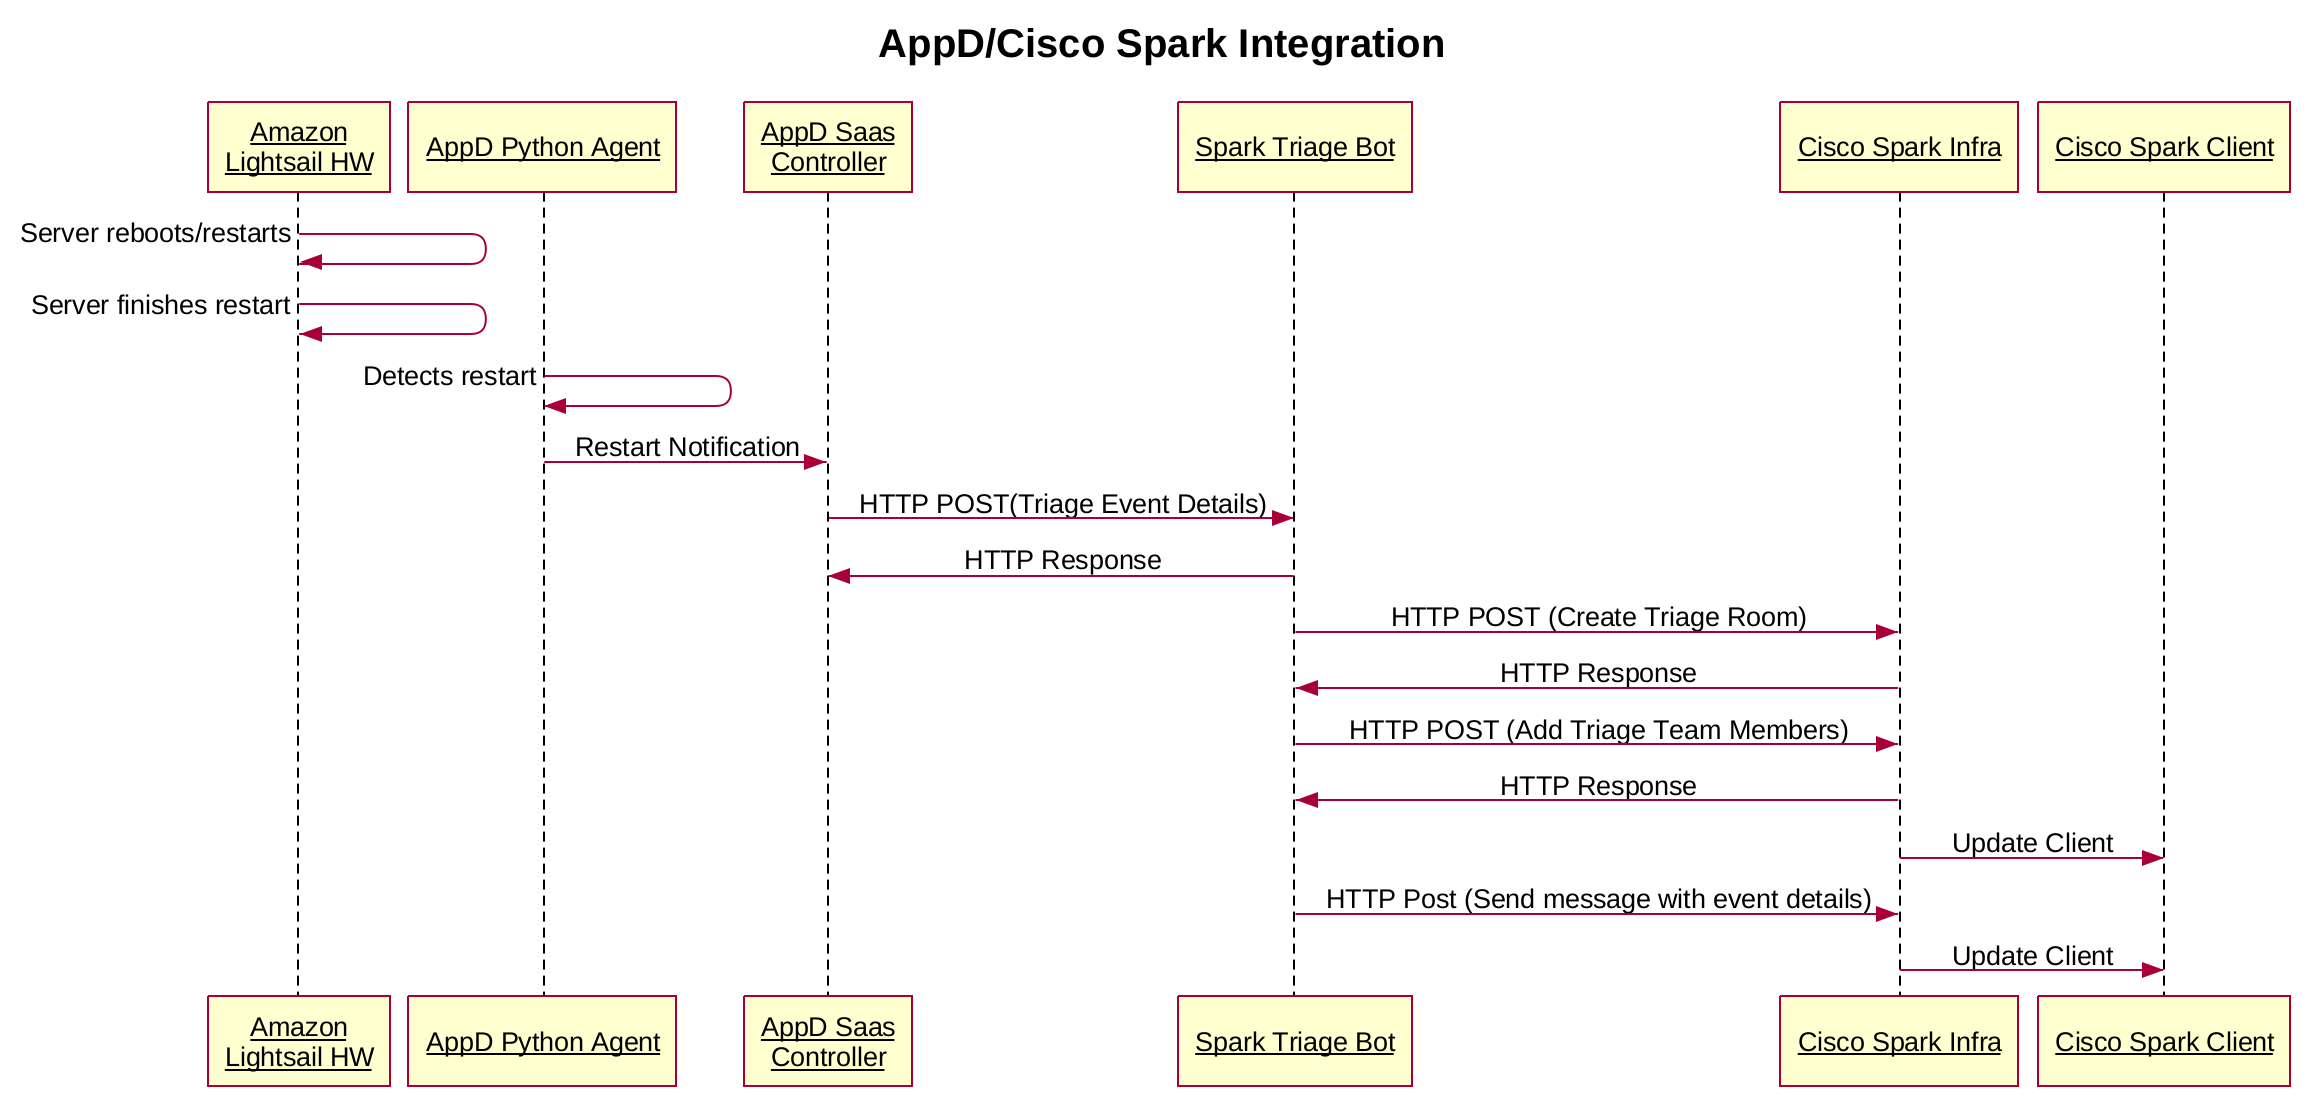 AppD/Cisco Spark Integration
Amazon
Lightsail HW
AppD Python Agent
AppD Saas
Controller
Spark Triage Bot
Cisco Spark Infra
Cisco Spark Client
Server reboots/restarts
Server finishes restart
Detects restart
Restart Notification
HTTP POST(Triage Event Details)
HTTP Response
HTTP POST (Create Triage Room)
HTTP Response
HTTP POST (Add Triage Team Members)
HTTP Response
Update Client
HTTP Post (Send message with event details)
Update Client
Amazon
Lightsail HW
AppD Python Agent
AppD Saas
Controller
Spark Triage Bot
Cisco Spark Infra
Cisco Spark Client